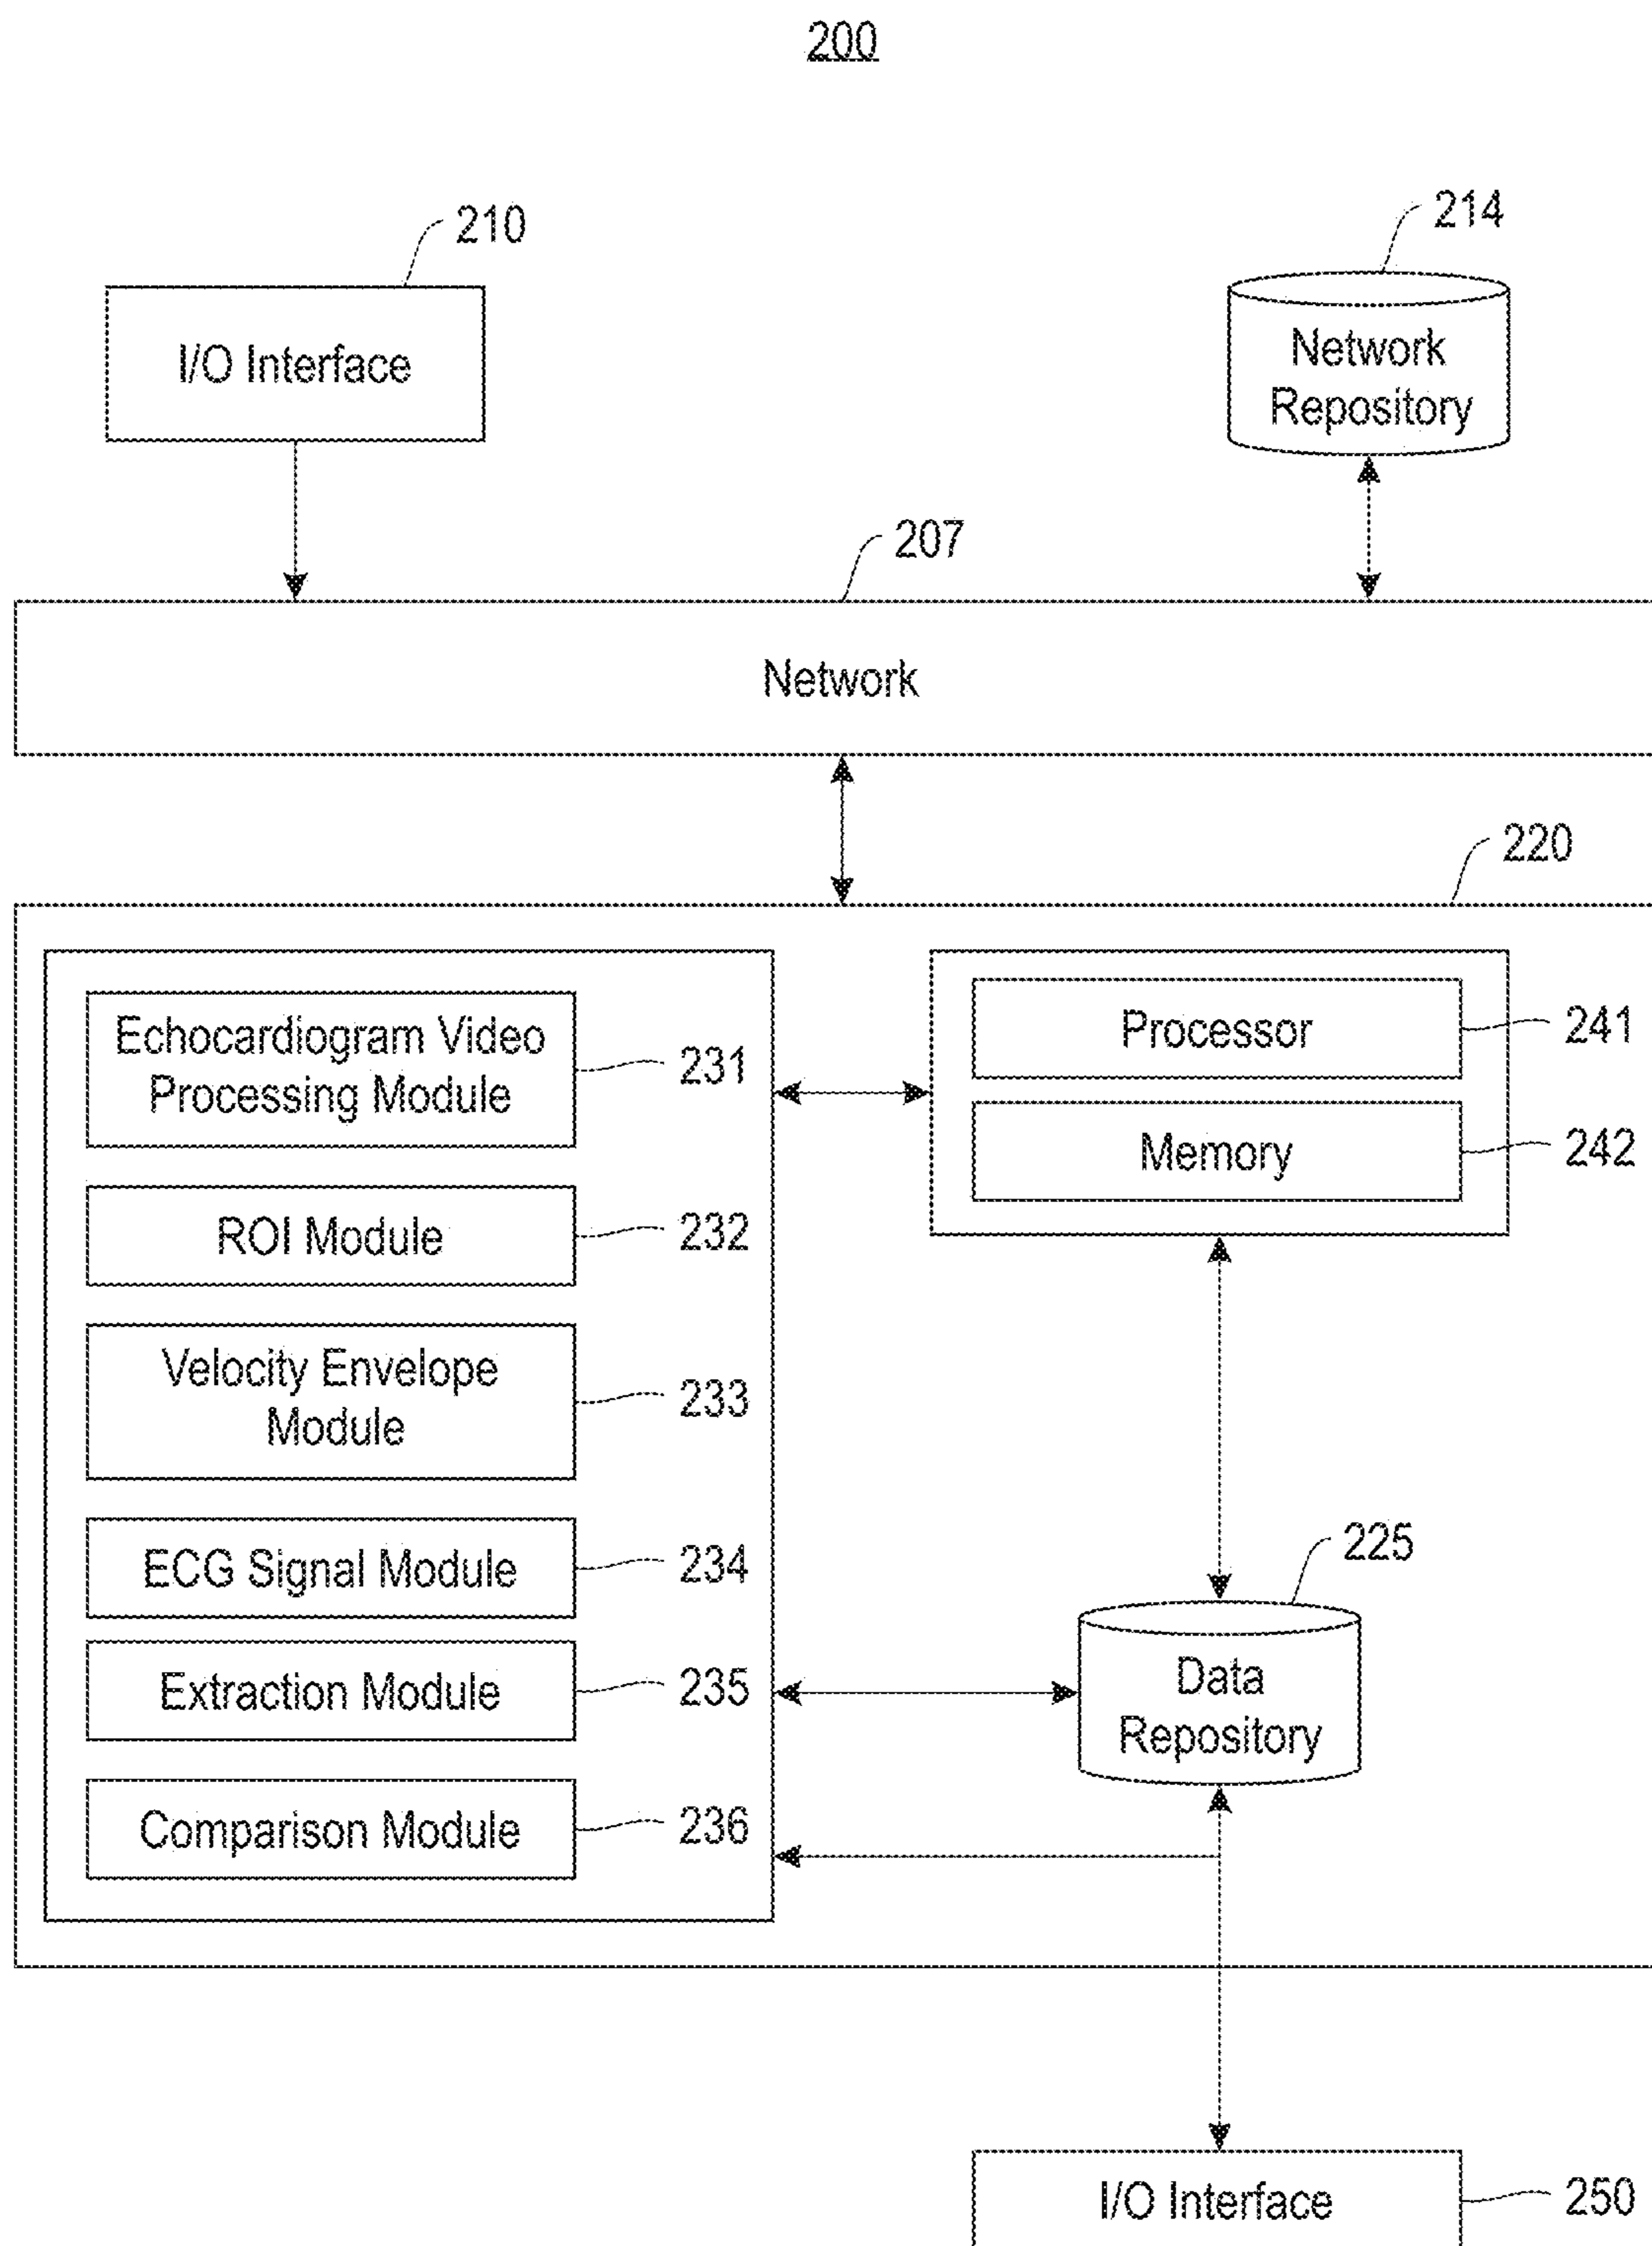 200
210
214
I/O Interface
Network
Repository
207
Network
220
Echocardiogram Video
Processing Module
231
Processor
241
Memory
242
ROI Module
232
Velocity Envelope
Module
233
ECG Signal Module
234
225
Extraction Module
235
Data
Repository
Comparison Module
236
I/O Interface
250